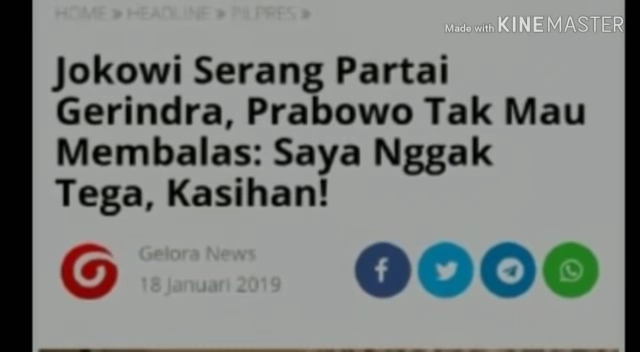 HOME » HEADLINE » PILPRES »
Made with KINEMASTER
Jokowi Serang Partai
Gerindra, Prabowo Tak Mau
Membalas: Saya Nggak
Tega, Kasihan!
Gelora News
18 Januari 2019